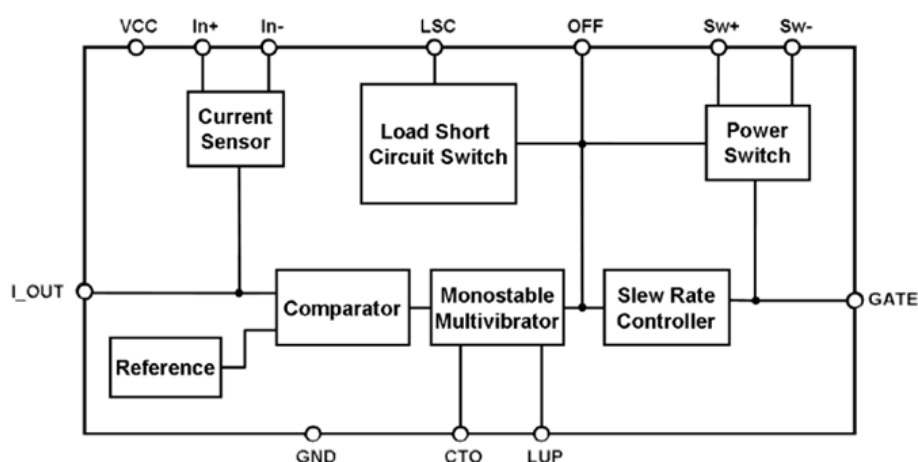 VCC In+ In- LSC OFF Sw+ Sw-
Current
Sensor
Load Short
Circuit Switch
Power
Switch
I_OUT
Comparator
Monostable
Multivibrator
Slew Rate
Controller
GATE
Reference
GND CTO LUP